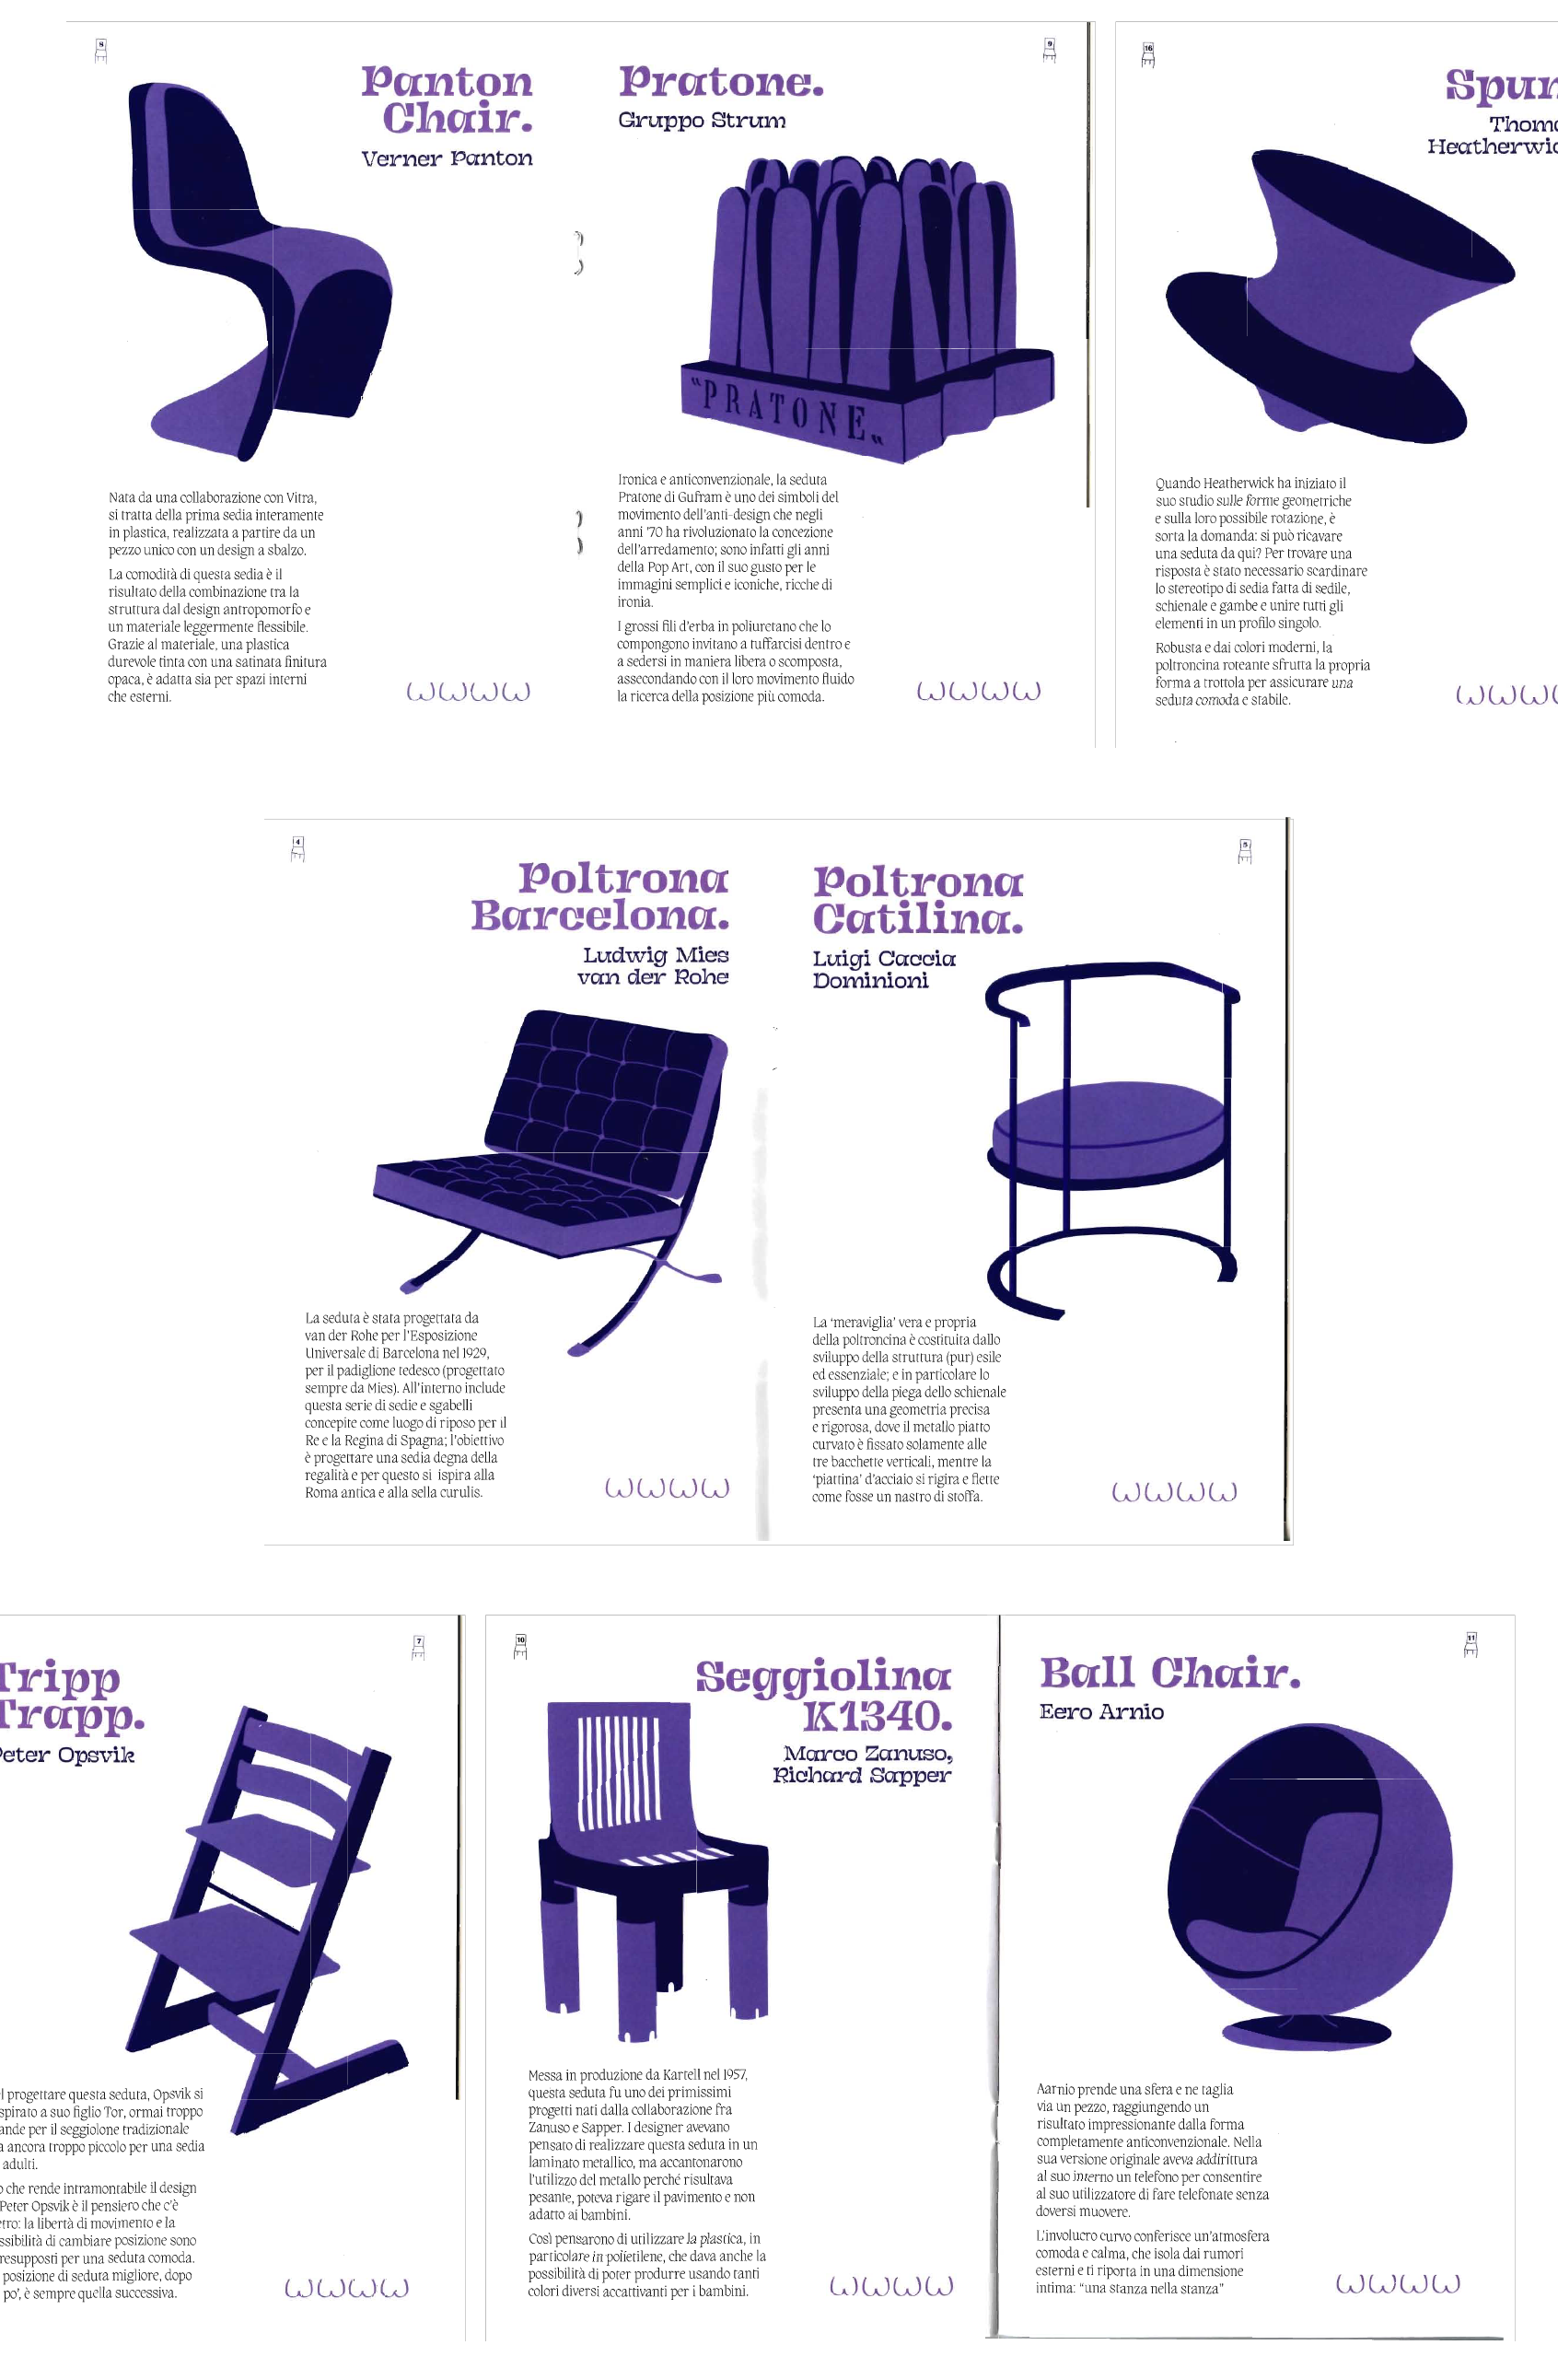 8
Panton
Chair.
Verner Panton
Nata da una collaborazione con Vitra,
si tratta della prima sedia interamente
in plastica, realizzata a partire da un
pezzo unico con un design a sbalzo.
La comodità di questa sedia è il
risultato della combinazione tra la
struttura dal design antropomorfo e
un materiale leggermente flessibile.
Grazie al materiale, una plastica
durevole tinta con una satinata finitura
opaca, è adatta sia per spazi interni
che esterni.
9
Pratone.
Gruppo Strum
"PRATONE"
Ironica e anticonvenzionale, la seduta
Pratone di Gufram è uno dei simboli del
movimento dell'anti-design che negli
anni '70 ha rivoluzionato la concezione
dell'arredamento; sono infatti gli anni
della Pop Art, con il suo gusto per le
immagini semplici e iconiche, ricche di
ironia.
I grossi fili d'erba in poliuretano che lo
compongono invitano a tuffarcisi dentro e
a sedersi in maniera libera o scomposta,
assecondando con il loro movimento fluido
la ricerca della posizione più comoda.
16
Spun
Thoma
Heatherwic
Quando Heatherwick ha iniziato il
suo studio sulle forme geometriche
e sulla loro possibile rotazione, è
sorta la domanda: si può ricavare
una seduta da qui? Per trovare una
risposta è stato necessario scardinare
lo stereotipo di sedia fatta di sedile,
schienale e gambe e unire tutti gli
elementi in un profilo singolo.
Robusta e dai colori moderni, la
poltroncina roteante sfrutta la propria
forma a trottola per assicurare una
seduta comoda e stabile.
4
Poltrona
Barcelona.
Ludwig Mies
van der Rohe
La seduta è stata progettata da
van der Rohe per l'Esposizione
Universale di Barcelona nel 1929,
per il padiglione tedesco (progettato
sempre da Mies). All'interno include
questa serie di sedie e sgabelli
concepite come luogo di riposo per il
Re e la Regina di Spagna; l'obiettivo
è progettare una sedia degna della
regalità e per questo si ispira alla
Roma antica e alla sella curulis.
5
Poltrona
Catilina.
Luigi Caccia
Dominioni
La 'meraviglia' vera e propria
della poltroncina è costituita dallo
sviluppo della struttura (pur) esile
ed essenziale; e in particolare lo
sviluppo della piega dello schienale
presenta una geometria precisa
e rigorosa, dove il metallo piatto
curvato è fissato solamente alle
tre bacchette verticali, mentre la
'piattina' d'acciaio si rigira e flette
come fosse un nastro di stoffa.
7
Tripp
Trapp.
Peter Opsvik
l progettare questa seduta, Opsvik si
spirato a suo figlio Tor, ormai troppo
ande per il seggiolone tradizionale
a ancora troppo piccolo per una sedia
adulti.
o che rende intramontabile il design
Peter Opsvik è il pensiero che c'è
etro: la libertà di movimento e la
ssibilità di cambiare posizione sono
resupposti per una seduta comoda.
posizione di seduta migliore, dopo
po', è sempre quella successiva.
10
Seggiolina
K1340.
Marco Zanuso,
Richard Sapper
Messa in produzione da Kartell nel 1957,
questa seduta fu uno dei primissimi
progetti nati dalla collaborazione fra
Zanuso e Sapper. I designer avevano
pensato di realizzare questa seduta in un
laminato metallico, ma accantonarono
l'utilizzo del metallo perché risultava
pesante, poteva rigare il pavimento e non
adatto ai bambini.
Così pensarono di utilizzare la plastica, in
particolare in polietilene, che dava anche la
possibilità di poter produrre usando tanti
colori diversi accattivanti per i bambini.
11
Ball Chair.
Eero Arnio
Aarnio prende una sfera e ne taglia
via un pezzo, raggiungendo un
risultato impressionante dalla forma
completamente anticonvenzionale. Nella
sua versione originale aveva addirittura
al suo interno un telefono per consentire
al suo utilizzatore di fare telefonate senza
doversi muovere.
L'involucro curvo conferisce un'atmosfera
comoda e calma, che isola dai rumori
esterni e ti riporta in una dimensione
intima: "una stanza nella stanza"